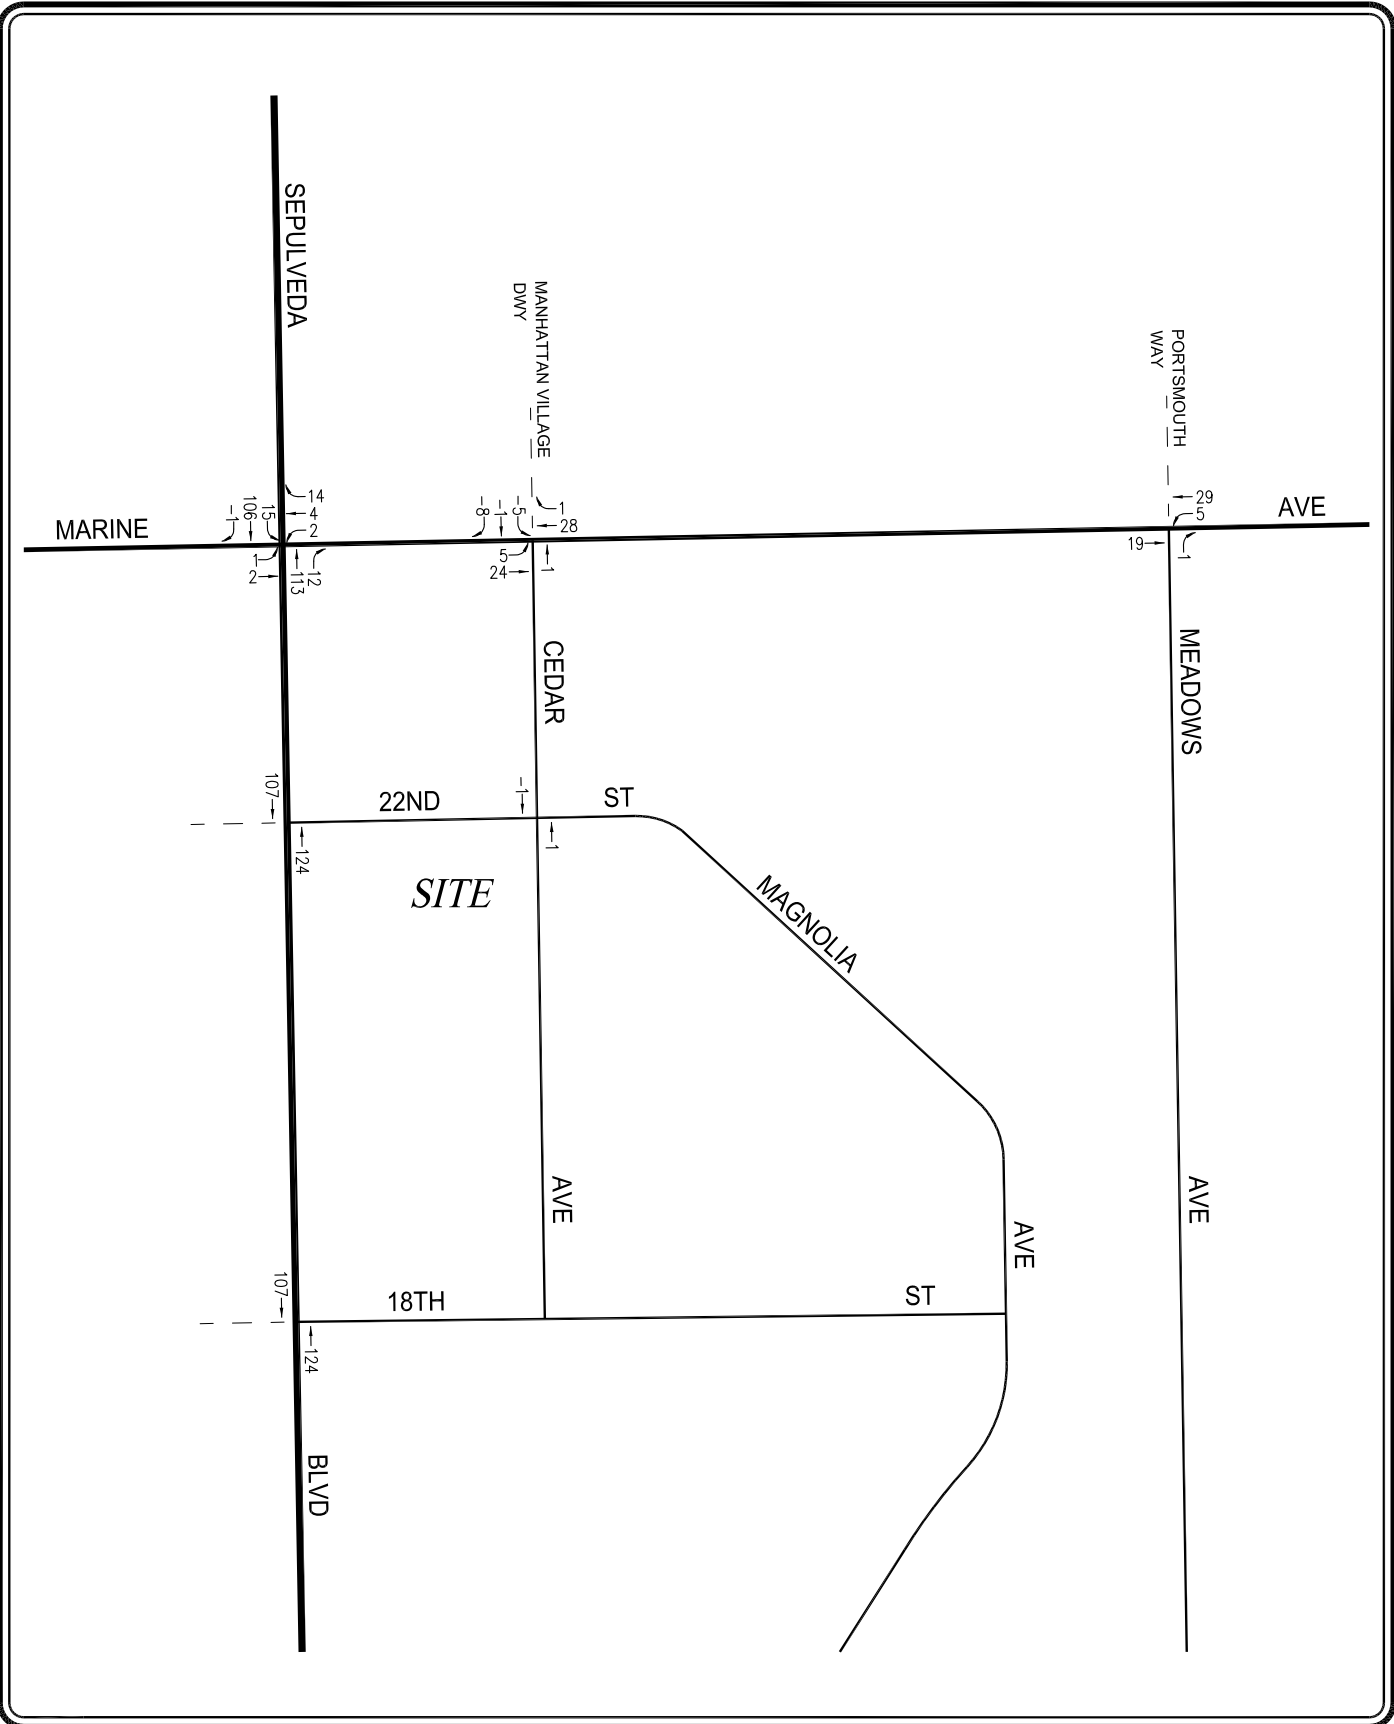 SEPULVEDA
MANHATTAN VILLAGE
DWY
PORTSMOUTH
WAY
MARINE
AVE
14
4
2
15
106
-1
1
2
113
12
-8
-1
-5
1
28
5
24
1
29
5
19
1
CEDAR
MEADOWS
107
22ND
-1
ST
124
1
SITE
MAGNOLIA
AVE
AVE
AVE
107
18TH
ST
124
BLVD